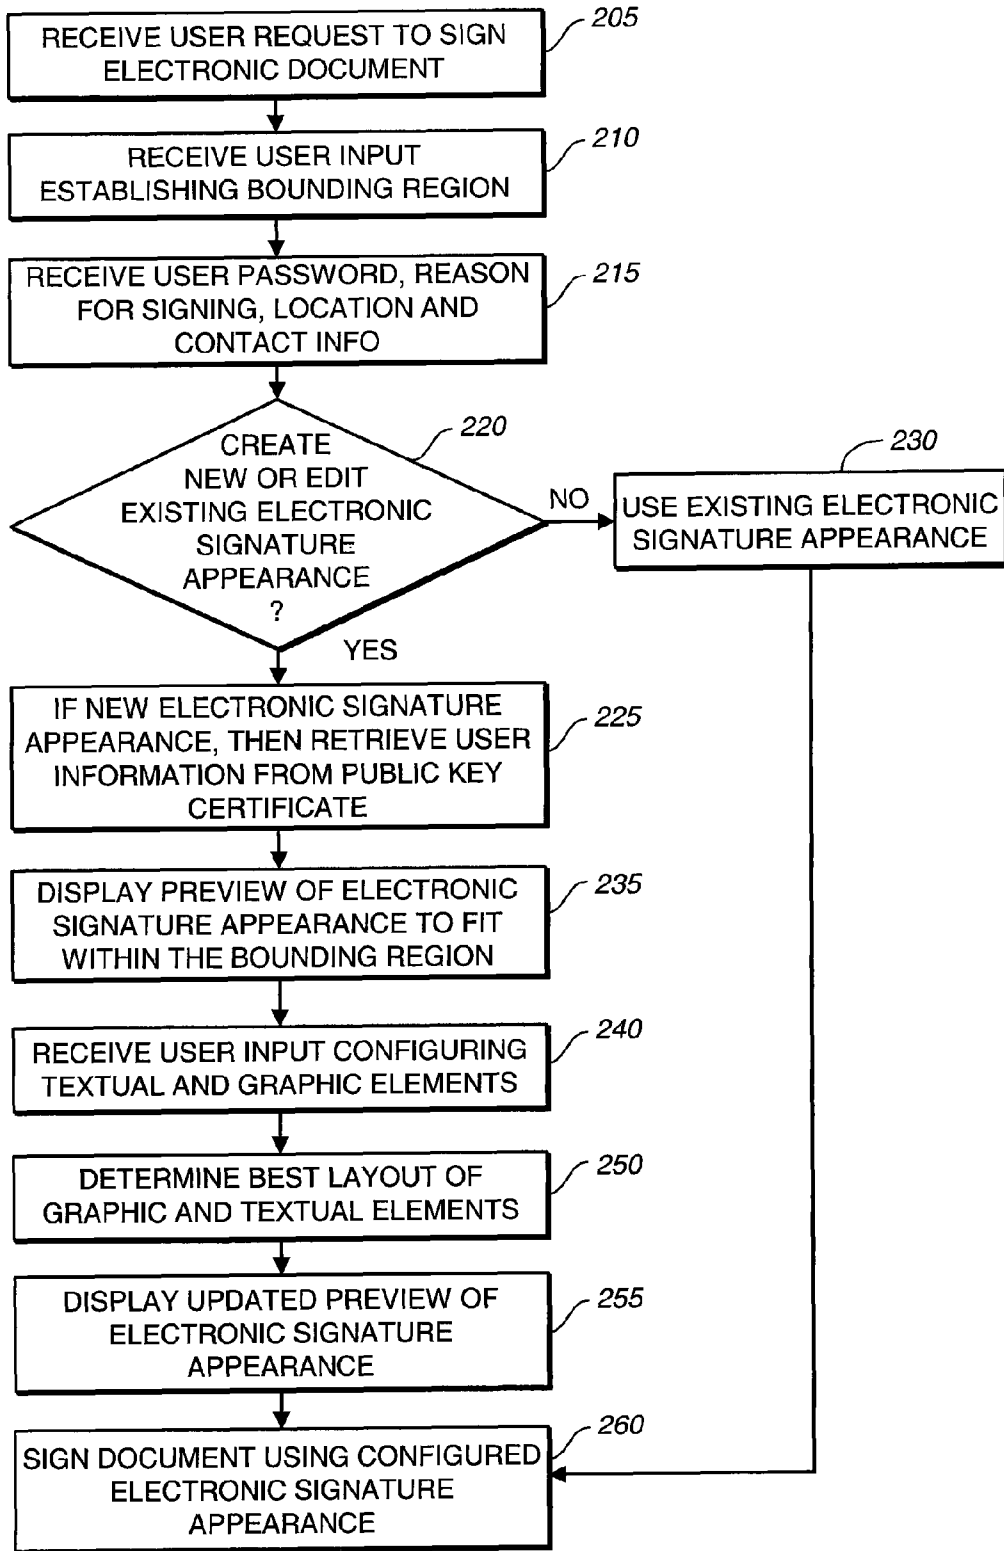 RECEIVE USER REQUEST TO SIGN
ELECTRONIC DOCUMENT
205
RECEIVE USER INPUT
ESTABLISHING BOUNDING REGION
210
RECEIVE USER PASSWORD, REASON
FOR SIGNING, LOCATION AND
CONTACT INFO
215
CREATE
NEW OR EDIT
EXISTING ELECTRONIC
SIGNATURE
APPEARANCE
?
220
NO
USE EXISTING ELECTRONIC
SIGNATURE APPEARANCE
230
YES
IF NEW ELECTRONIC SIGNATURE
APPEARANCE, THEN RETRIEVE USER
INFORMATION FROM PUBLIC KEY
CERTIFICATE
225
DISPLAY PREVIEW OF ELECTRONIC
SIGNATURE APPEARANCE TO FIT
WITHIN THE BOUNDING REGION
235
RECEIVE USER INPUT CONFIGURING
TEXTUAL AND GRAPHIC ELEMENTS
240
DETERMINE BEST LAYOUT OF
GRAPHIC AND TEXTUAL ELEMENTS
250
DISPLAY UPDATED PREVIEW OF
ELECTRONIC SIGNATURE
APPEARANCE
255
SIGN DOCUMENT USING CONFIGURED
ELECTRONIC SIGNATURE
APPEARANCE
260